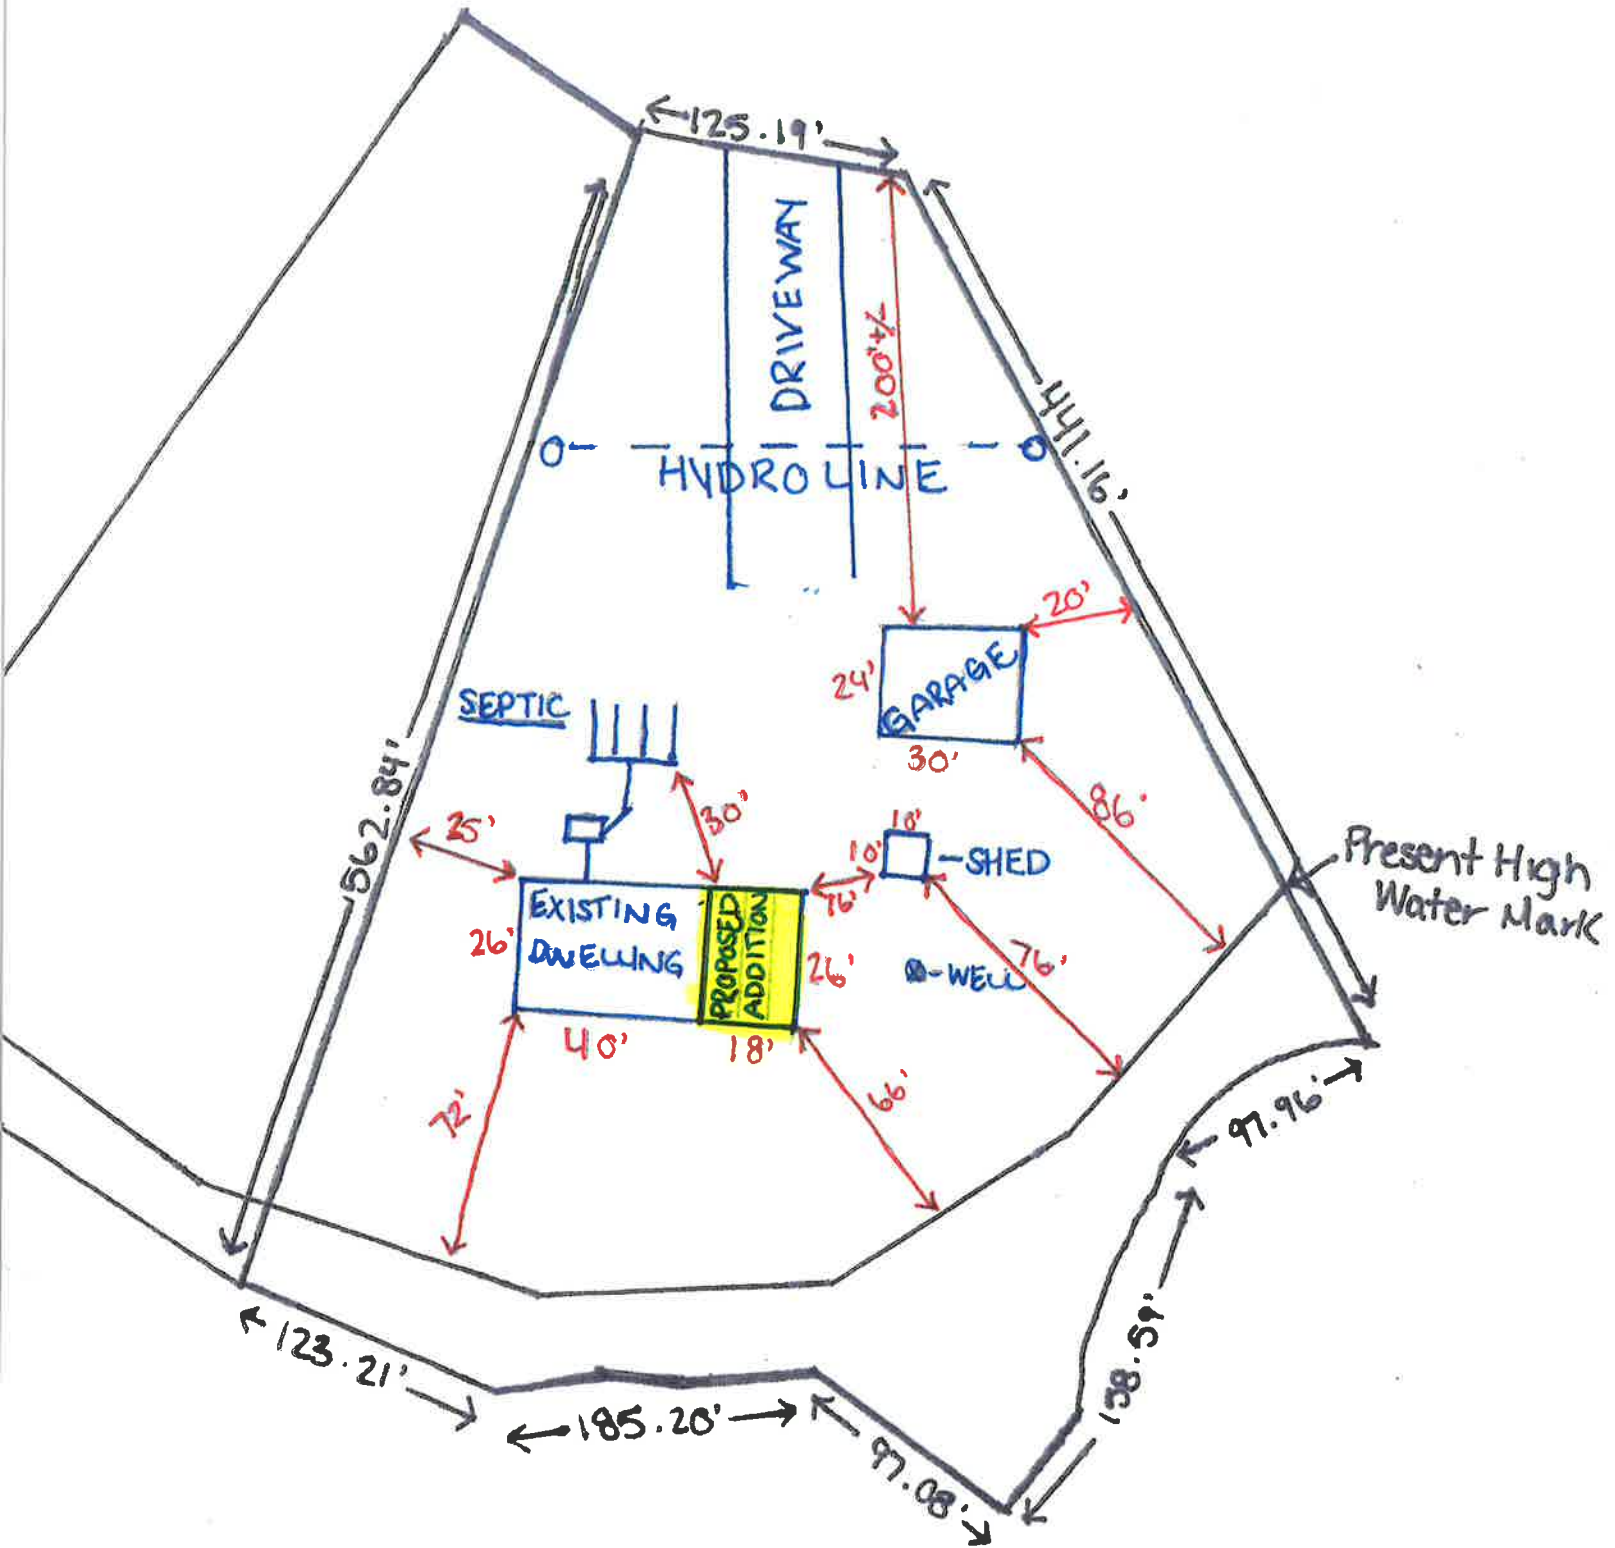 125.19'
DRIVEWAY
200'+/-
441.16'
HYDRO LINE
20'
24'
GARAGE
30'
SEPTIC
562.84'
30'
86'
10'
10'
-SHED
Present High
Water Mark
16'
EXISTING
DWELLING
26'
PROPOSED
ADDITION
26'
-WELL
76'
40'
18'
72'
66'
97.96'
138.59'
123.21'
185.20'
97.08'